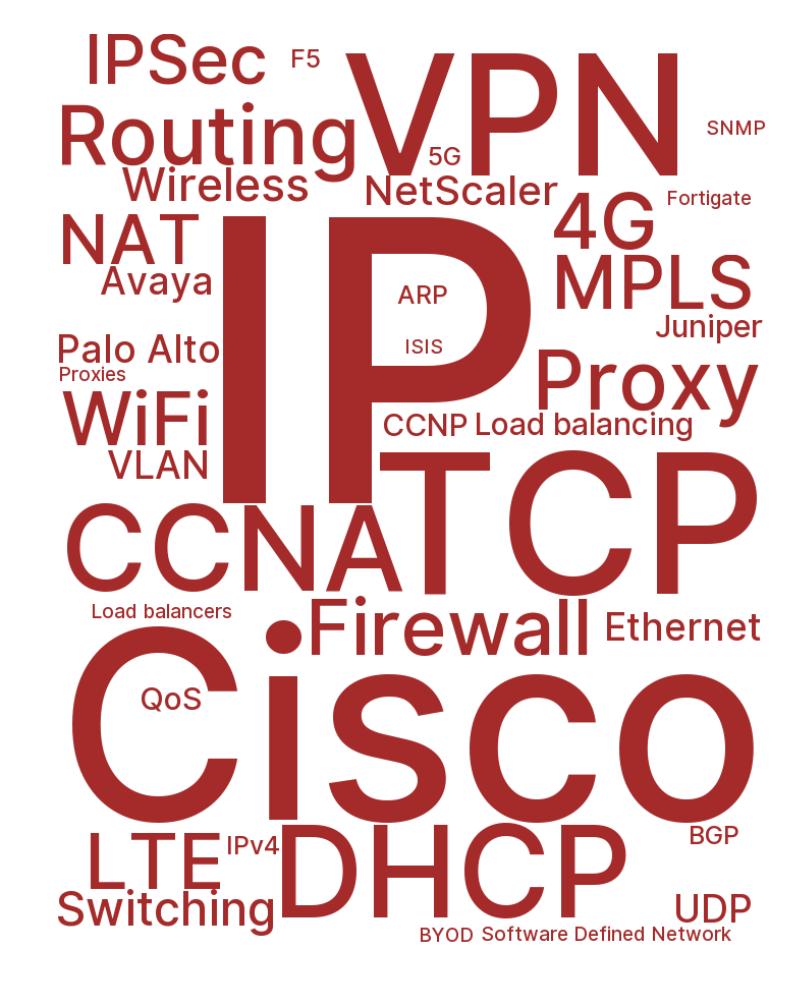 IPSec
F5
VPN
Routing
SNMP
5G
Wireless
NetScaler
Fortigate
4G
NAT
IP
Avaya
MPLS
ARP
Juniper
Palo Alto
ISIS
Proxies
Proxy
WiFi
CCNP
Load balancing
VLAN
TCP
CCNA
Load balancers
Firewall
Ethernet
Cisco
QoS
LTE
IPv4
DHCP
BGP
Switching
UDP
BYOD
Software Defined Network